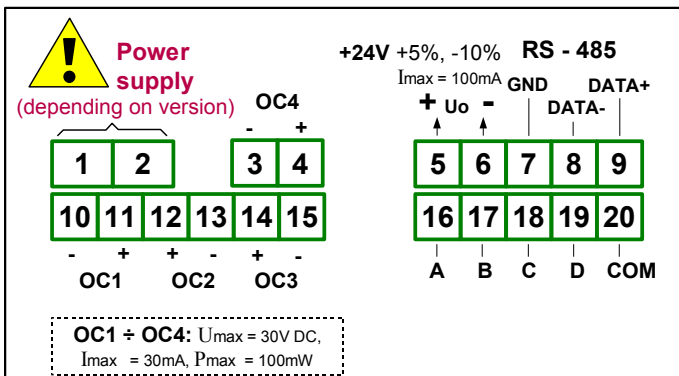 !
Power
supply
(depending on version)
OC4
- +
1 2 3 4
10 11 12 13 14 15
- + + - + -
OC1 OC2 OC3
OC1 ÷ OC4: Umax = 30V DC,
Imax = 30mA, Pmax = 100mW
+24V +5%, -10% RS - 485
Imax = 100mA
GND DATA+
+ Uo - DATA-
5 6 7 8 9
16 17 18 19 20
A B C D COM